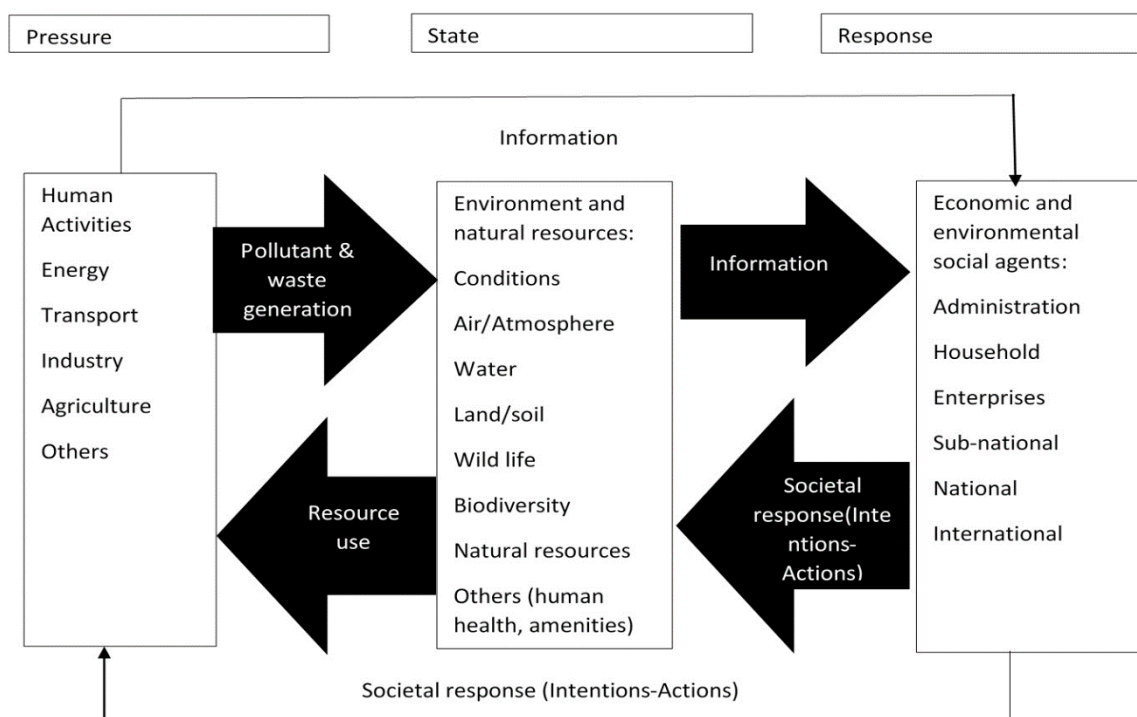 Pressure
State
Response
Information
Human
Activities
Energy
Transport
Industry
Agriculture
Others
Pollutant &
waste
generation
Resource
use
Environment and
natural resources:
Conditions
Air/Atmosphere
Water
Land/soil
Wild life
Biodiversity
Natural resources
Others (human
health, amenities)
Information
Societal
response(Inte
ntions-
Actions)
Economic and
environmental
social agents:
Administration
Household
Enterprises
Sub-national
National
International
Societal response (Intentions-Actions)